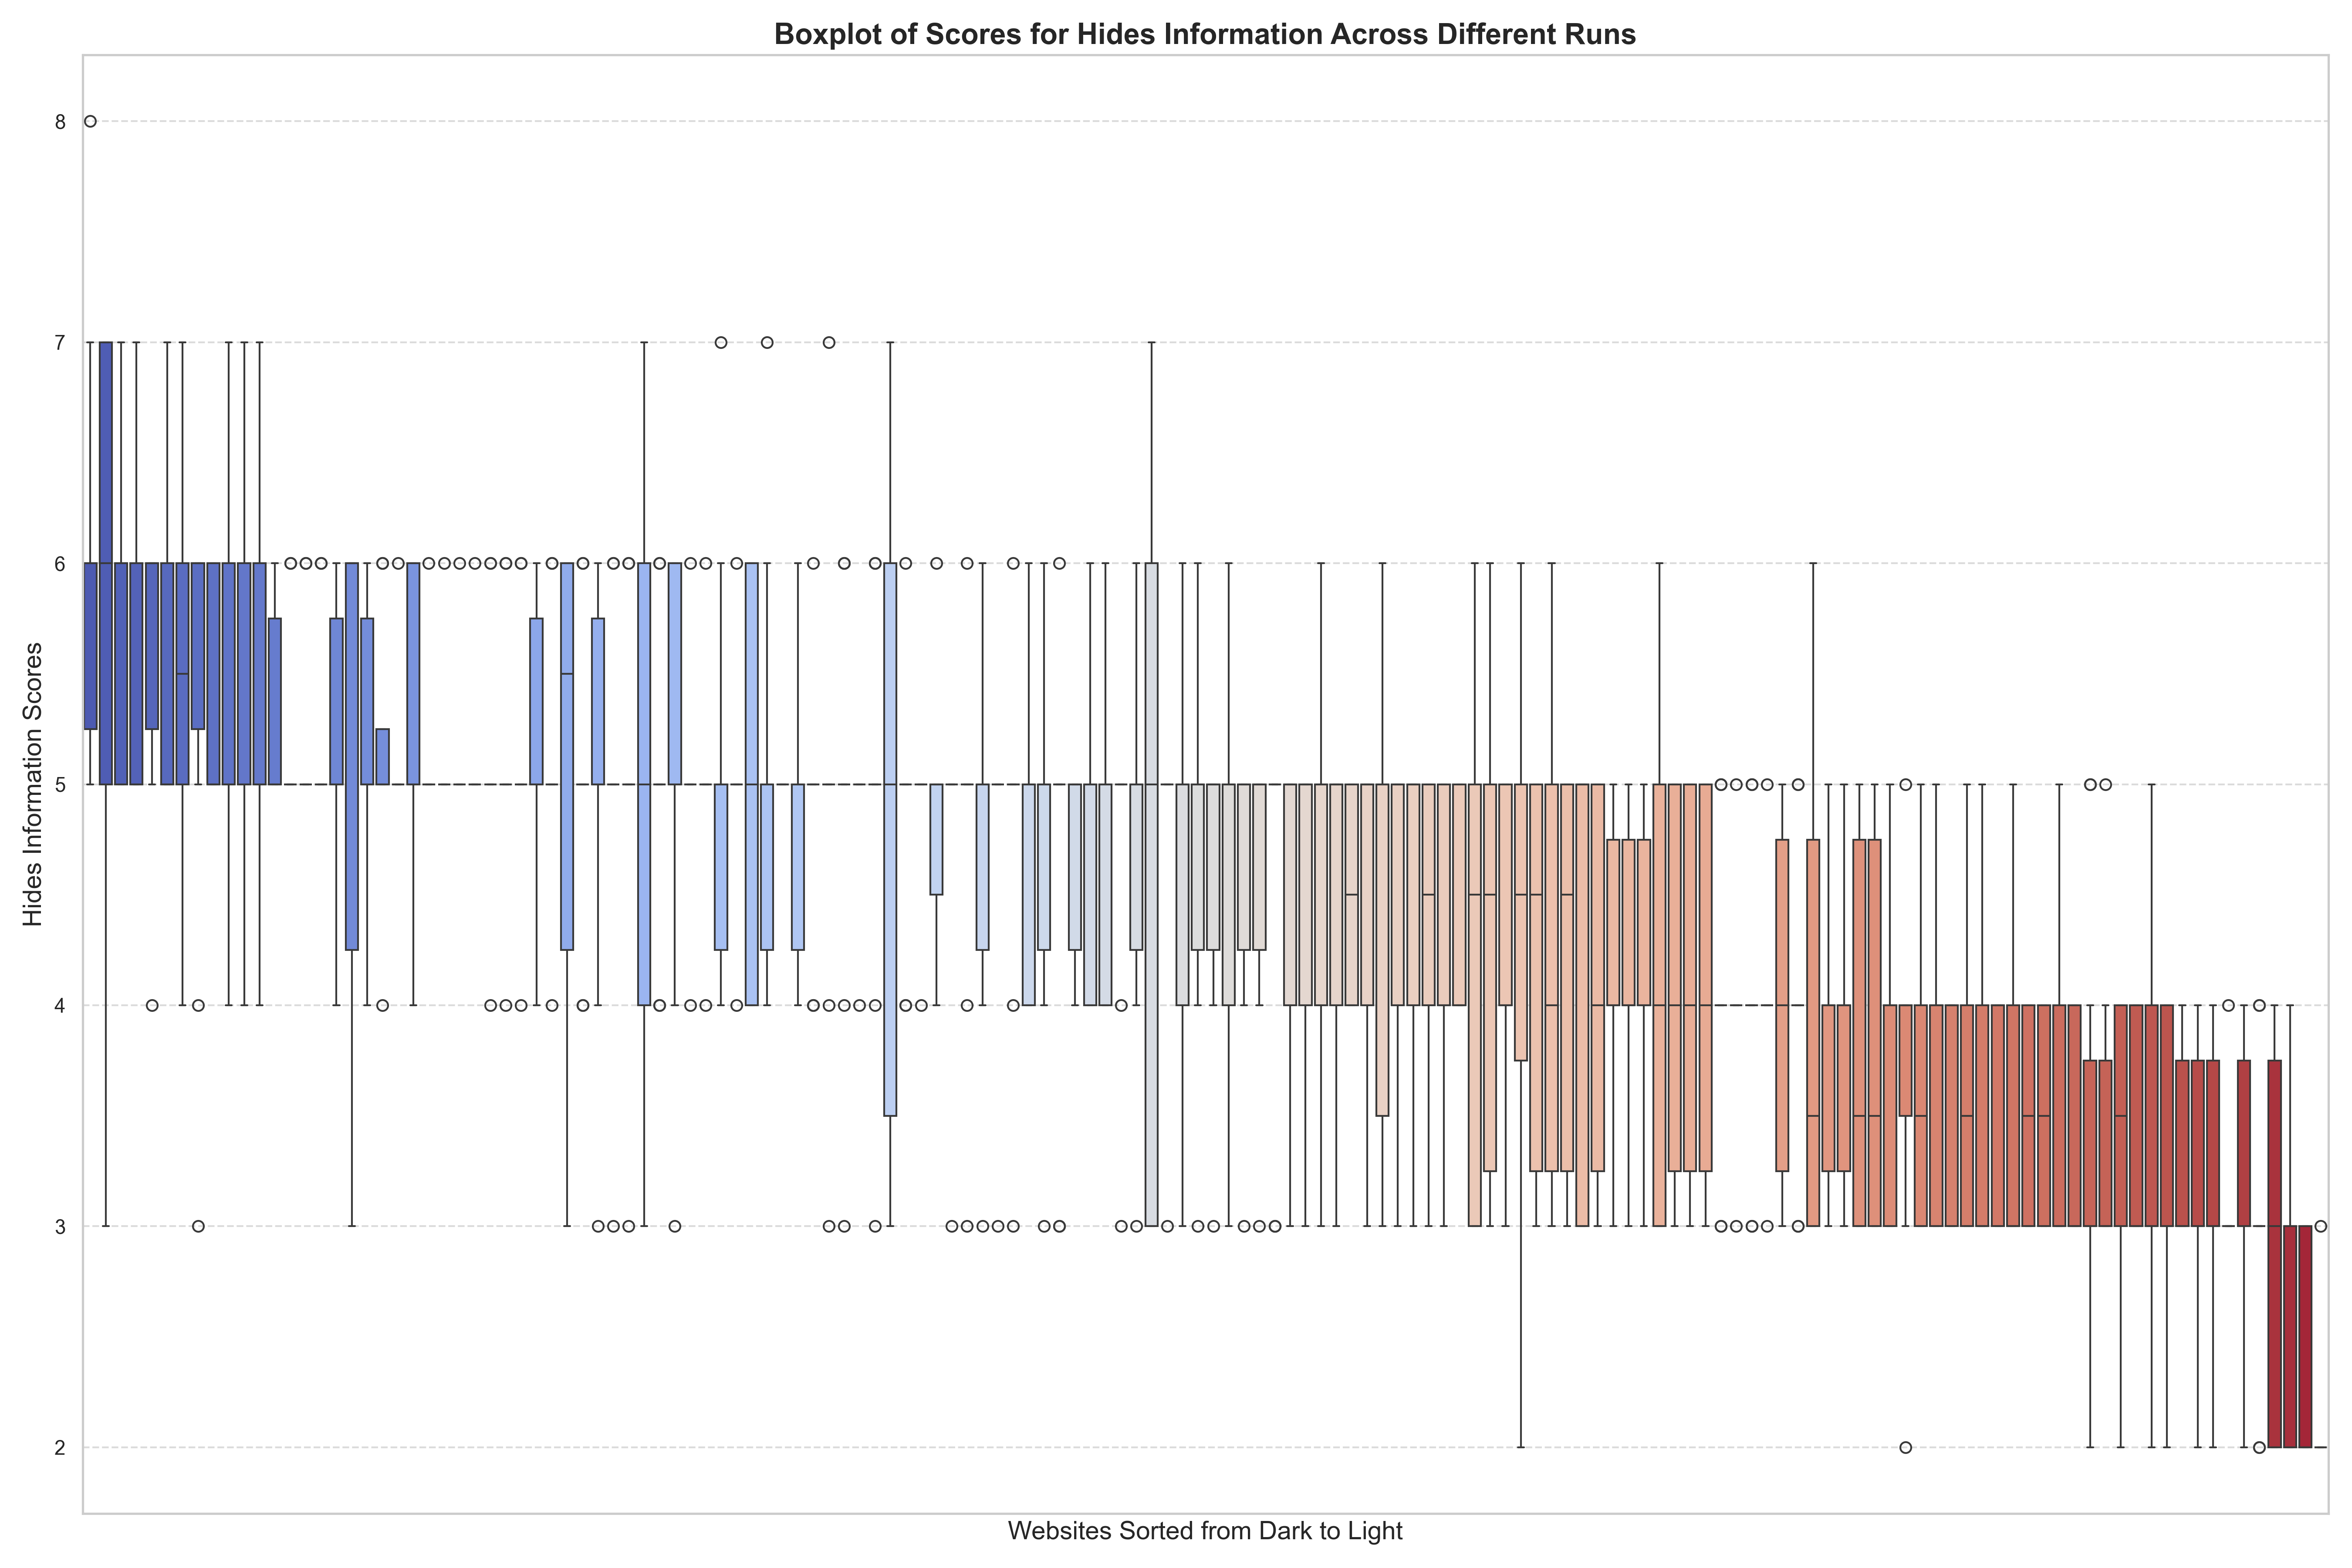 Boxplot of Scores for Hides Information Across Different Runs
8
7
6
5
4
3
2
Hides Information Scores
Websites Sorted from Dark to Light